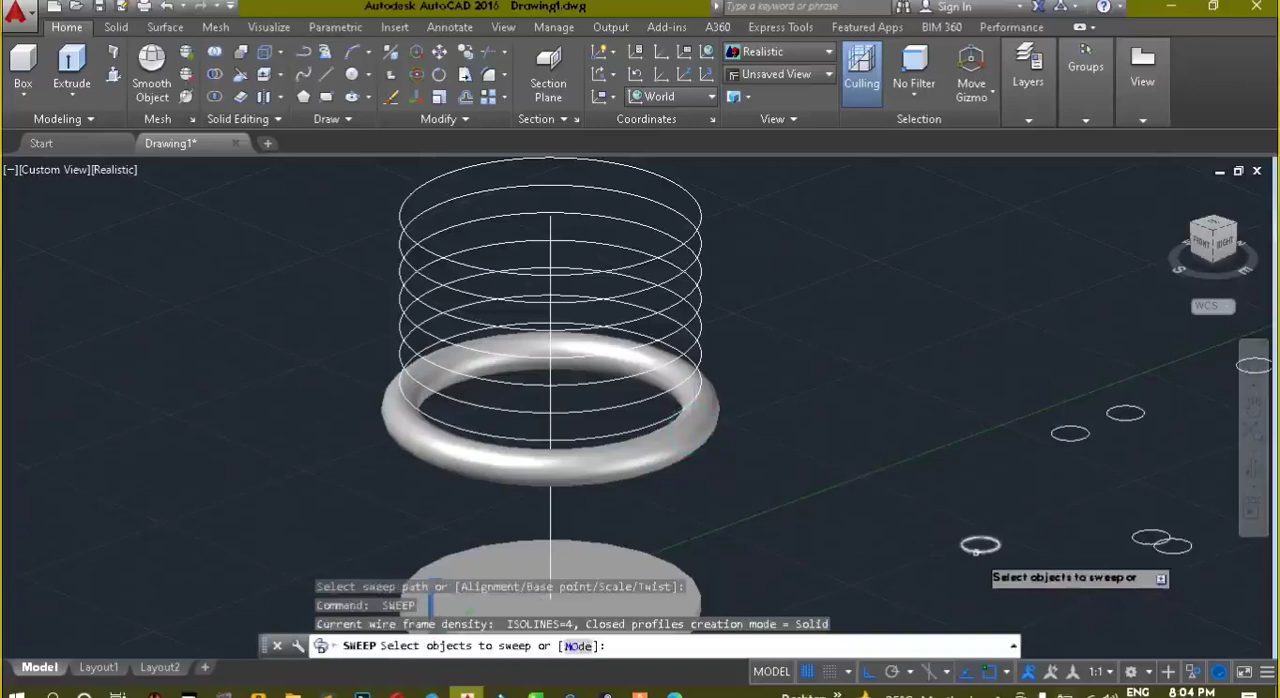 Autodesk AutoCAD 2016 Drawing1.dwg
Type a keyword or phrase
Sign In
Home Solid Surface Mesh Visualize Parametric Insert Annotate View Manage Output Add-ins A360 Express Tools Featured Apps BIM 360 Performance
Realistic
Unsaved View
World
Box
Extrude
Smooth Object
Section Plane
Culling
No Filter
Move Gizmo
Layers
Groups
View
Modeling
Mesh
Solid Editing
Draw
Modify
Section
Coordinates
View
Selection
Start
Drawing1*
[−][Custom View][Realistic]
FRONT
RIGHT
S
E
WCS
Select objects to sweep or
Select sweep path or [Alignment/Base point/Scale/Twist]:
Command: SWEEP
Current wire frame density: ISOLINES=4, Closed profiles creation mode = Solid
SWEEP Select objects to sweep or [MOde]:
Model Layout1 Layout2 +
MODEL
1:1
8:04 PM